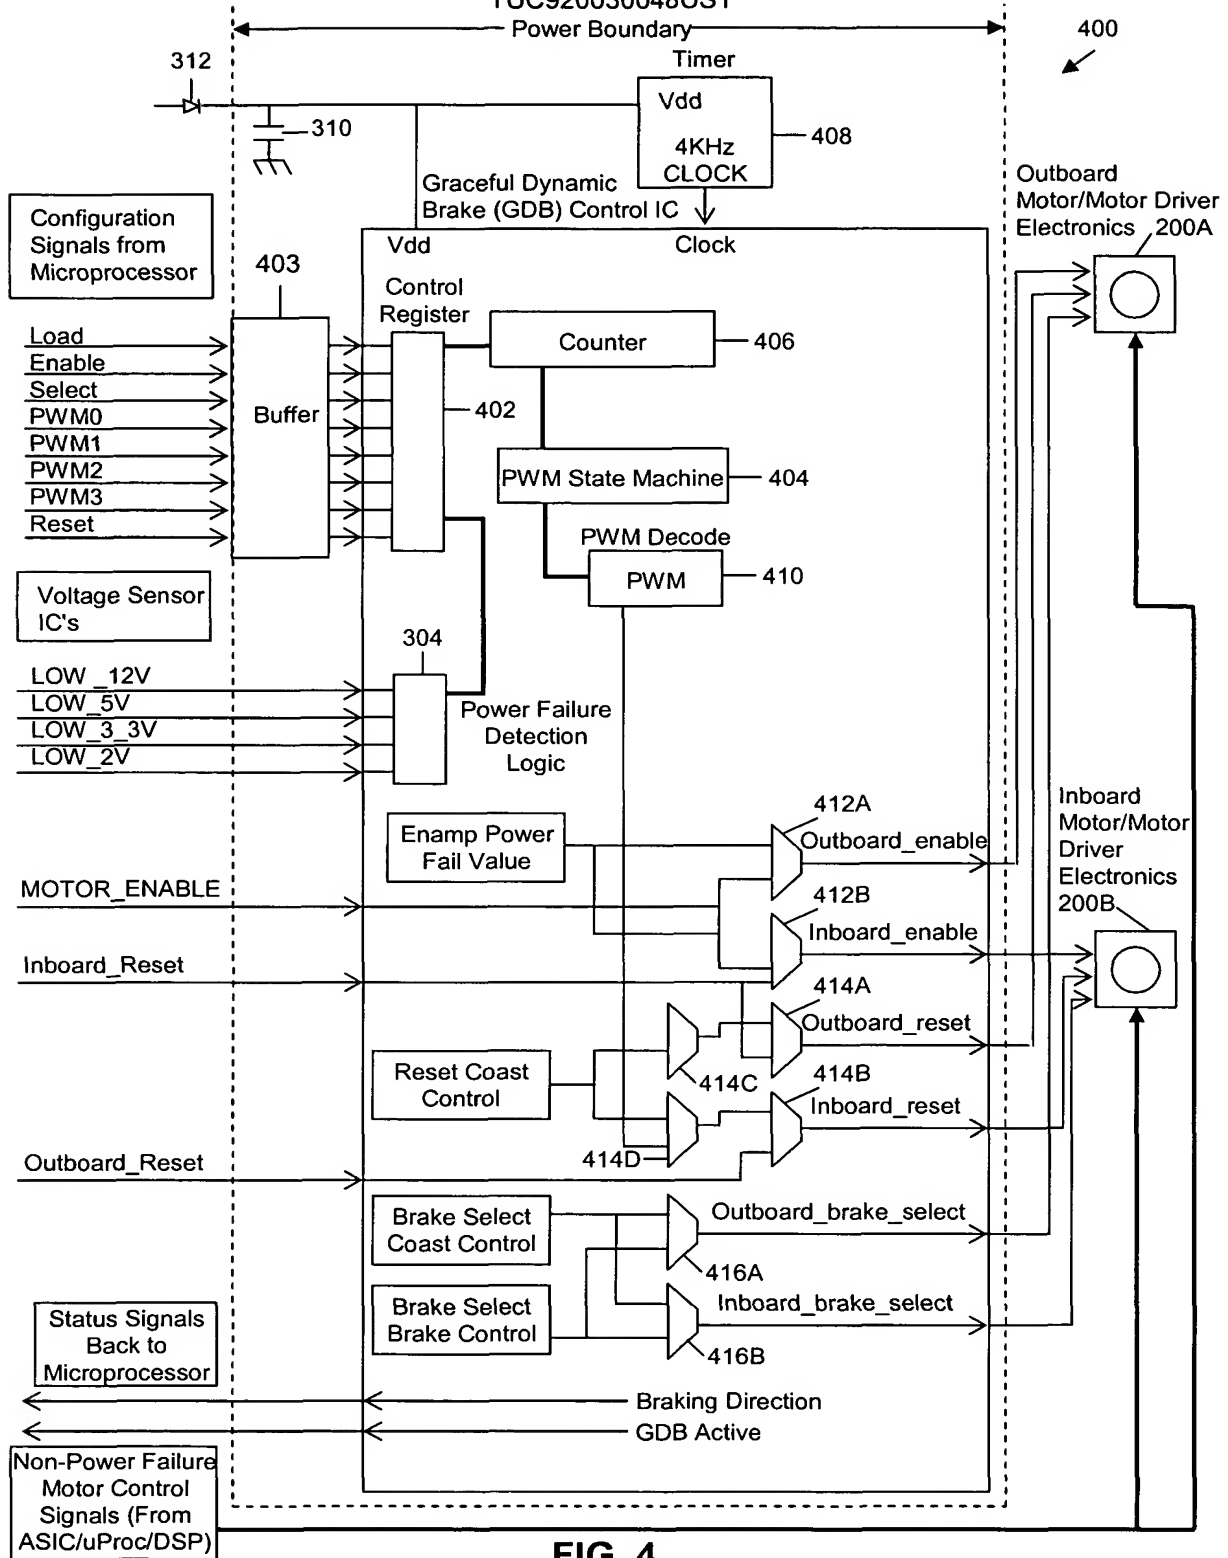 Power Boundary
400
312
Timer
Vdd
310
4KHz
CLOCK
408
Graceful Dynamic
Brake (GDB) Control IC
Outboard
Motor/Motor Driver
Electronics
200A
Configuration
Signals from
Microprocessor
Vdd
Clock
403
Control
Register
Load
Enable
Select
PWM0
PWM1
PWM2
PWM3
Reset
Buffer
Counter
406
402
PWM State Machine
404
PWM Decode
PWM
410
Voltage Sensor
IC's
304
LOW _12V
LOW_5V
LOW_3_3V
LOW_2V
Power Failure
Detection
Logic
Inboard
Motor/Motor
Driver
Electronics
200B
412A
Enamp Power
Fail Value
Outboard_enable
MOTOR_ENABLE
412B
Inboard_enable
Inboard_Reset
414A
Outboard_reset
Reset Coast
Control
414C
414B
Inboard_reset
414D
Outboard_Reset
Brake Select
Coast Control
Outboard_brake_select
416A
Brake Select
Brake Control
Inboard_brake_select
416B
Status Signals
Back to
Microprocessor
Braking Direction
GDB Active
Non-Power Failure
Motor Control
Signals (From
ASIC/uProc/DSP)
FIG. 4